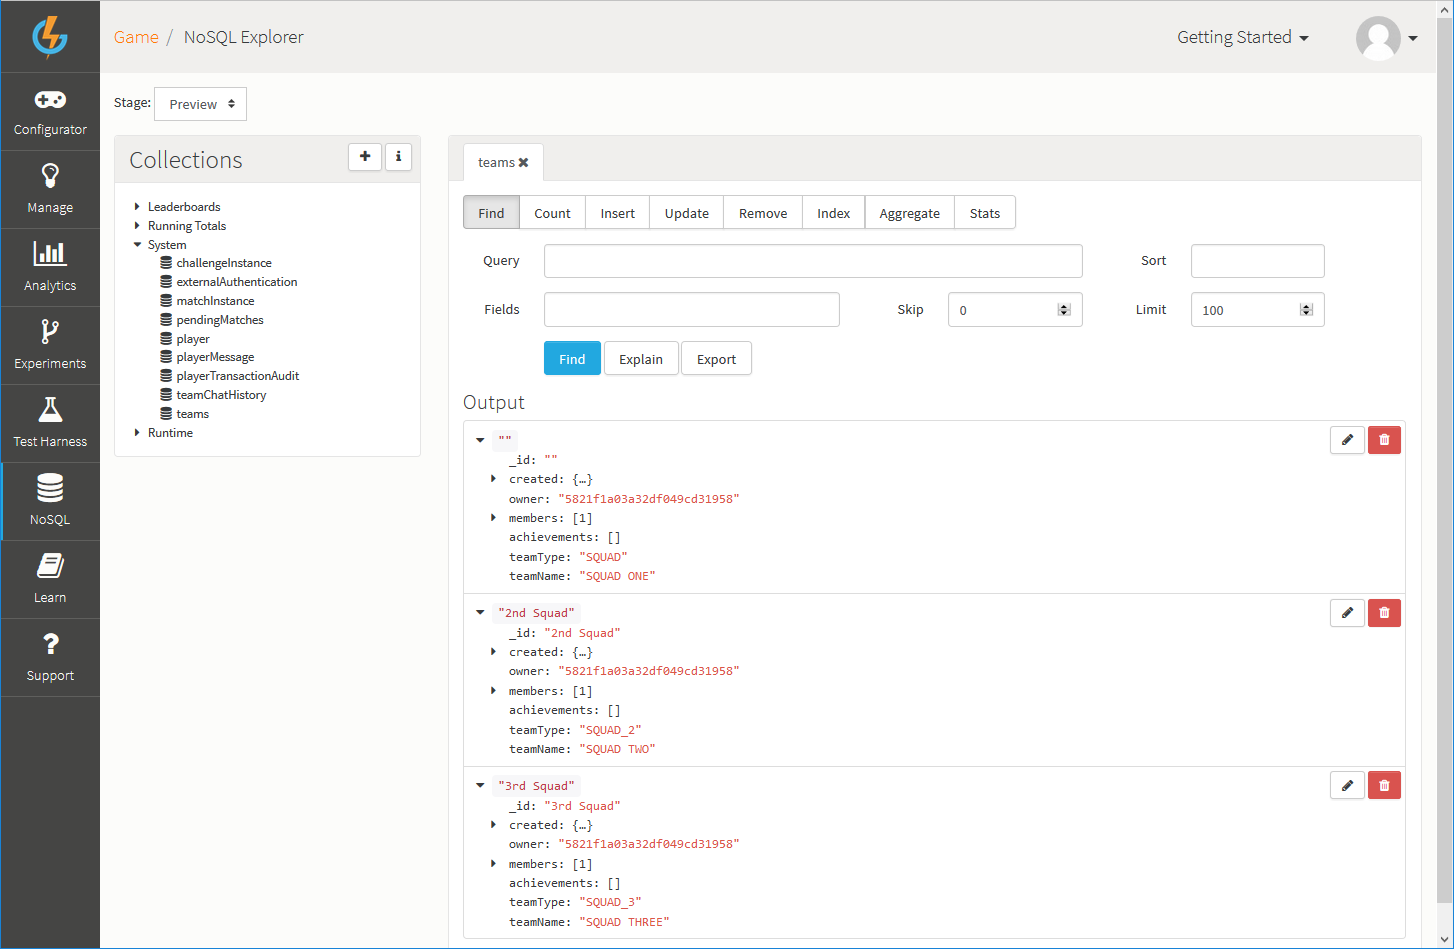 Game / NoSQL Explorer
Getting Started
Configurator
Manage
Analytics
Experiments
Test Harness
NoSQL
Learn
Support
Stage: Preview
Collections
Leaderboards
Running Totals
System
challengeInstance
externalAuthentication
matchInstance
pendingMatches
player
playerMessage
playerTransactionAudit
teamChatHistory
teams
Runtime
teams
Find Count Insert Update Remove Index Aggregate Stats
Query Sort
Fields Skip 0 Limit 100
Find Explain Export
Output
""
_id: ""
created: {…}
owner: "5821f1a03a32df049cd31958"
members: [1]
achievements: []
teamType: "SQUAD"
teamName: "SQUAD ONE"
"2nd Squad"
_id: "2nd Squad"
created: {…}
owner: "5821f1a03a32df049cd31958"
members: [1]
achievements: []
teamType: "SQUAD_2"
teamName: "SQUAD TWO"
"3rd Squad"
_id: "3rd Squad"
created: {…}
owner: "5821f1a03a32df049cd31958"
members: [1]
achievements: []
teamType: "SQUAD_3"
teamName: "SQUAD THREE"